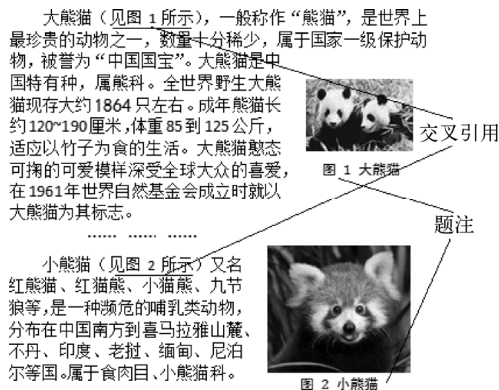 大熊猫（见图 1 所示），一般称作“熊猫”，是世界上
最珍贵的动物之一，数量十分稀少，属于国家一级保护动
物，被誉为“中国国宝”。大熊猫是中
国特有种，属熊科。全世界野生大熊
猫现存大约 1864 只左右。成年熊猫长
约 120~190 厘米，体重 85 到 125 公斤，
适应以竹子为食的生活。大熊猫憨态
可掬的可爱模样深受全球大众的喜爱，
在 1961 年世界自然基金会成立时就以
大熊猫为其标志。
图 1 大熊猫
交叉引用
题注
…… …… ……
小熊猫（见图 2 所示）又名
红熊猫、红猫熊、小猫熊、九节
狼等，是一种濒危的哺乳类动物，
分布在中国南方到喜马拉雅山麓、
不丹、印度、老挝、缅甸、尼泊
尔等国。属于食肉目、小熊猫科。
图 2 小熊猫